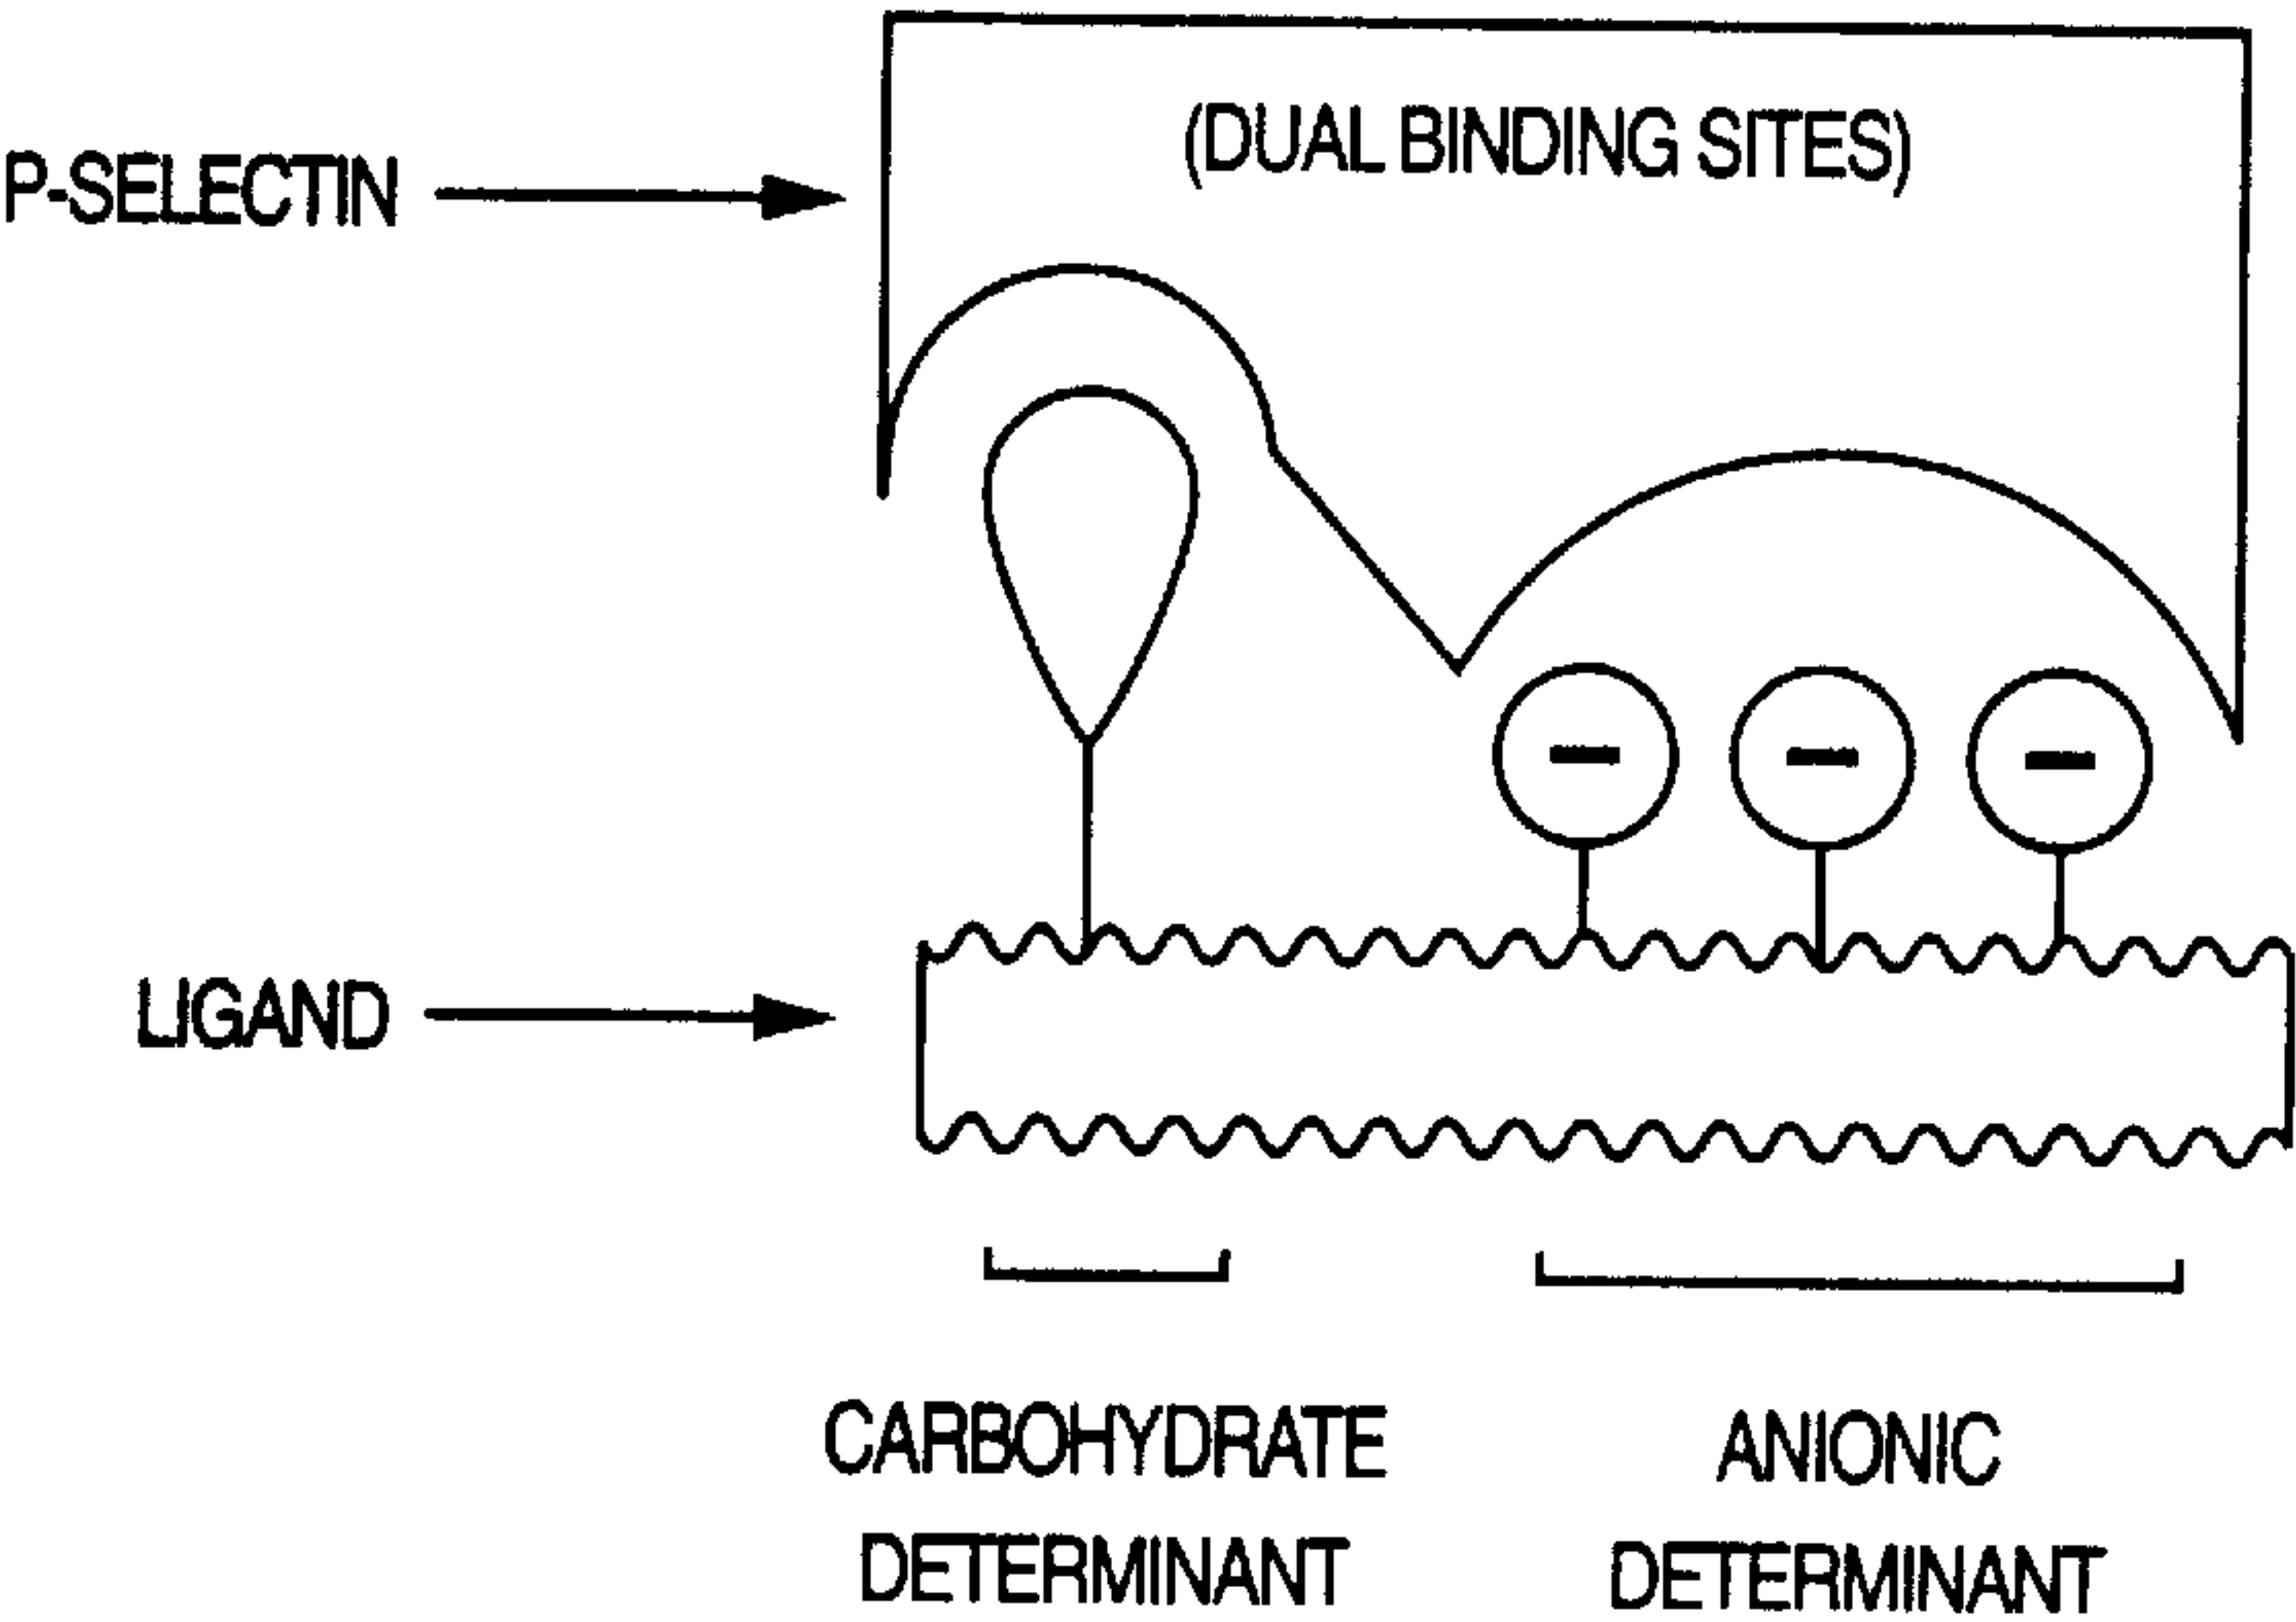 (DUAL BINDING SITES)
P-SELECTIN
LIGAND
CARBOHYDRATE
DETERMINANT
ANIONIC
DETERMINANT